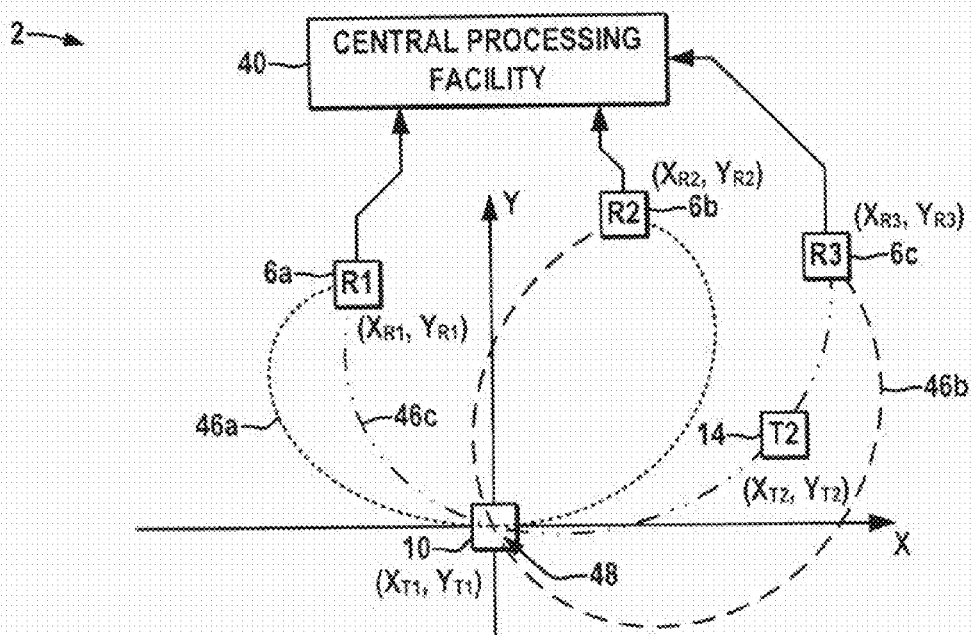 2
40
CENTRAL PROCESSING
FACILITY
(XR2, YR2)
Y
R2
6b
(XR3, YR3)
6a
R1
R3
6c
(XR1, YR1)
46b
46a
46c
14
T2
(XT2, YT2)
10
48
X
(XT1, YT1)